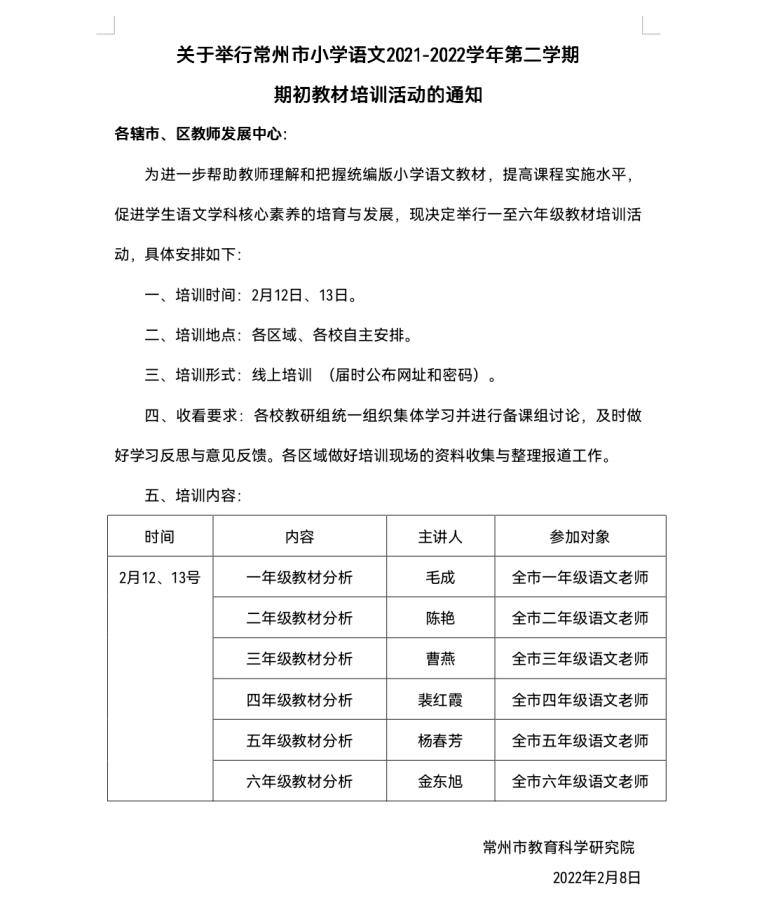 关于举行常州市小学语文2021-2022学年第二学期
期初教材培训活动的通知
各辖市、区教师发展中心：
为进一步帮助教师理解和把握统编版小学语文教材，提高课程实施水平，
促进学生语文学科核心素养的培育与发展，现决定举行一至六年级教材培训活
动，具体安排如下：
一、培训时间：2月12日、13日。
二、培训地点：各区域、各校自主安排。
三、培训形式：线上培训 （届时公布网址和密码）。
四、收看要求：各校教研组统一组织集体学习并进行备课组讨论，及时做
好学习反思与意见反馈。各区域做好培训现场的资料收集与整理报道工作。
五、培训内容：
时间 内容 主讲人 参加对象
2月12、13号 一年级教材分析 毛成 全市一年级语文老师
二年级教材分析 陈艳 全市二年级语文老师
三年级教材分析 曹燕 全市三年级语文老师
四年级教材分析 裴红霞 全市四年级语文老师
五年级教材分析 杨春芳 全市五年级语文老师
六年级教材分析 金东旭 全市六年级语文老师
常州市教育科学研究院
2022年2月8日